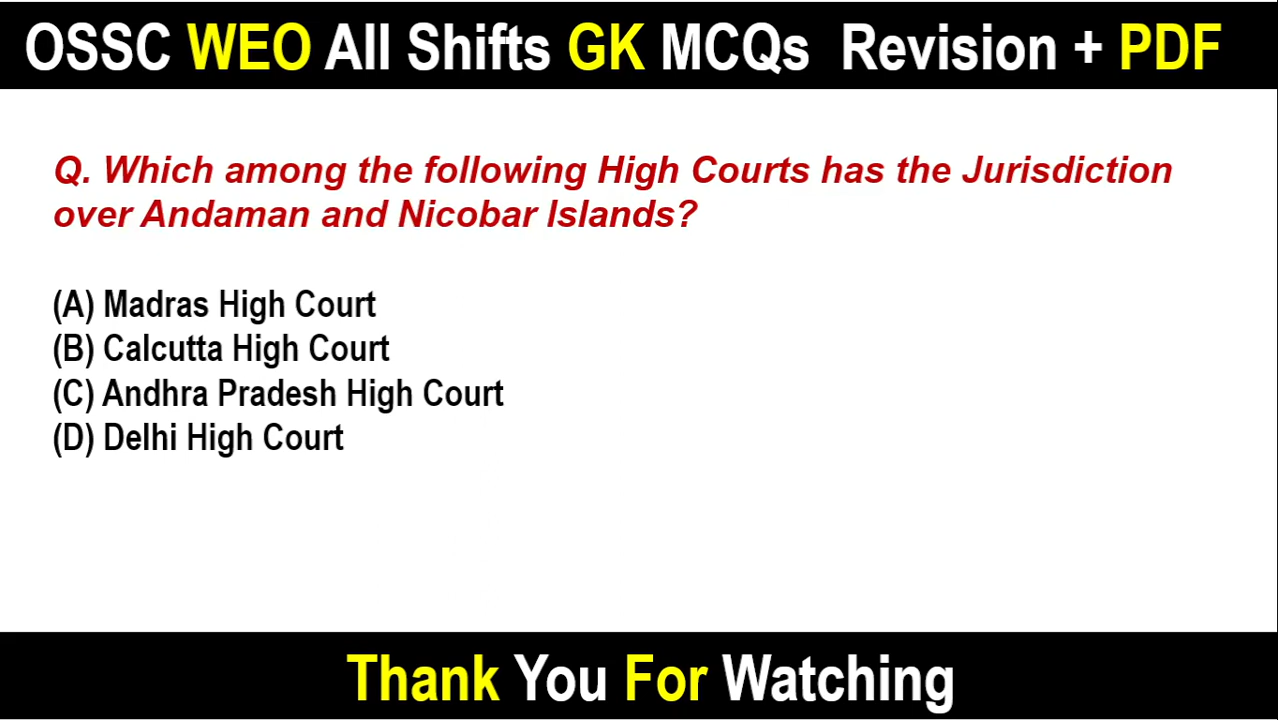 OSSC WEO All Shifts GK MCQs Revision + PDF
Q. Which among the following High Courts has the Jurisdiction
over Andaman and Nicobar Islands?
(A) Madras High Court
(B) Calcutta High Court
(C) Andhra Pradesh High Court
(D) Delhi High Court
Thank You For Watching